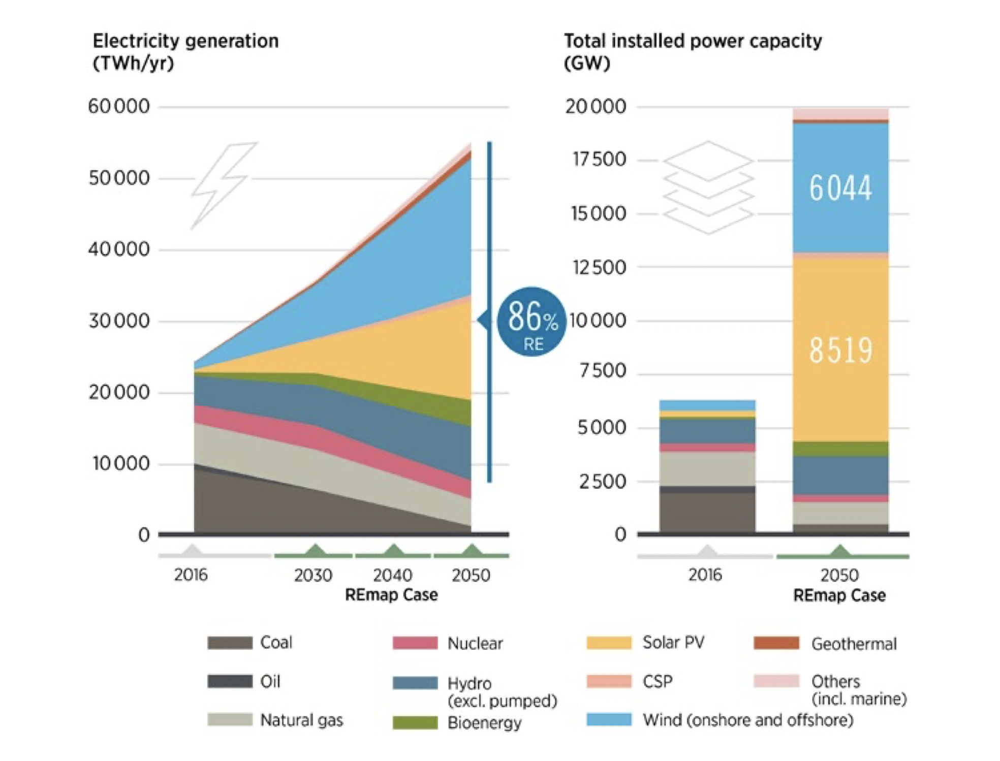 Electricity generation
(TWh/yr)
60 000
50 000
40 000
30 000
20 000
10 000
0
2016
2030
2040
2050
REmap Case
86%
RE
Total installed power capacity
(GW)
20 000
17 500
15 000
12 500
10 000
7 500
5 000
2 500
0
6 044
8 519
2016
2050
REmap Case
Coal
Oil
Natural gas
Nuclear
Hydro
(excl. pumped)
Bioenergy
Solar PV
CSP
Wind (onshore and offshore)
Geothermal
Others
(incl. marine)